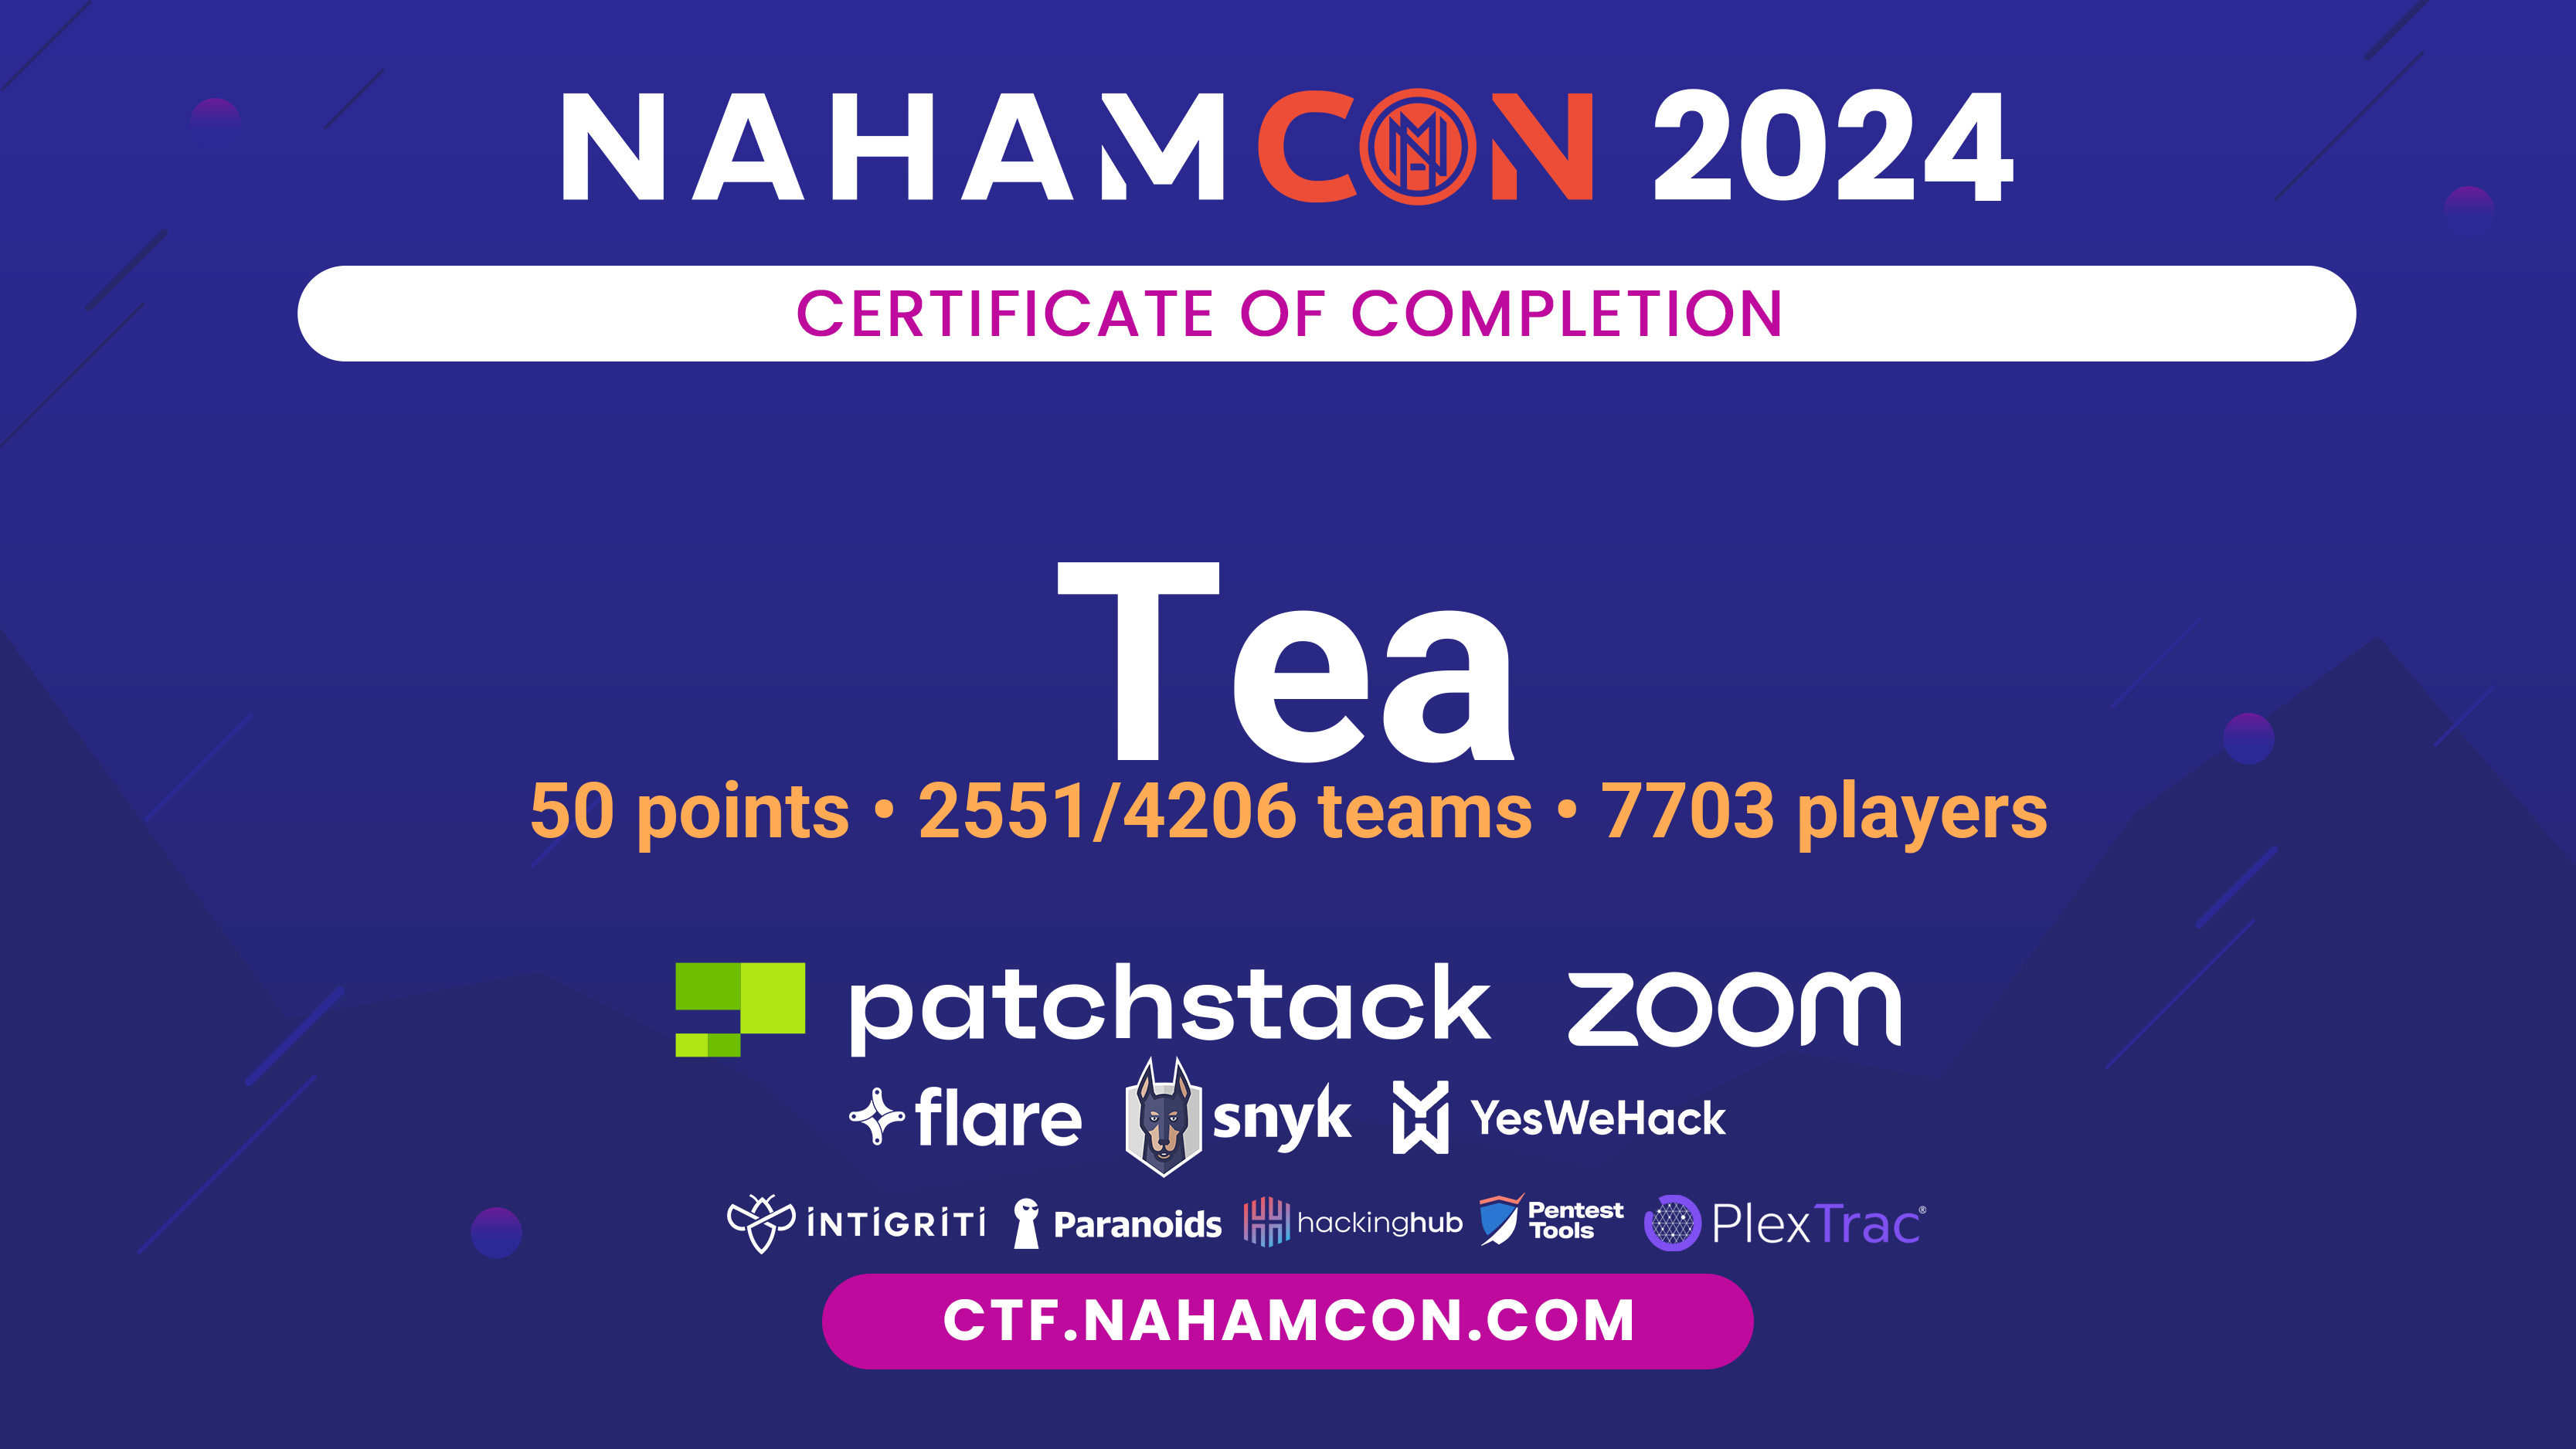 NAHAMCON 2024
CERTIFICATE OF COMPLETION
Tea
50 points • 2551/4206 teams • 7703 players
patchstack zoom
flare snyk YesWeHack
INTIGRITI Paranoids hackinghub Pentest Tools PlexTrac®
CTF.NAHAMCON.COM